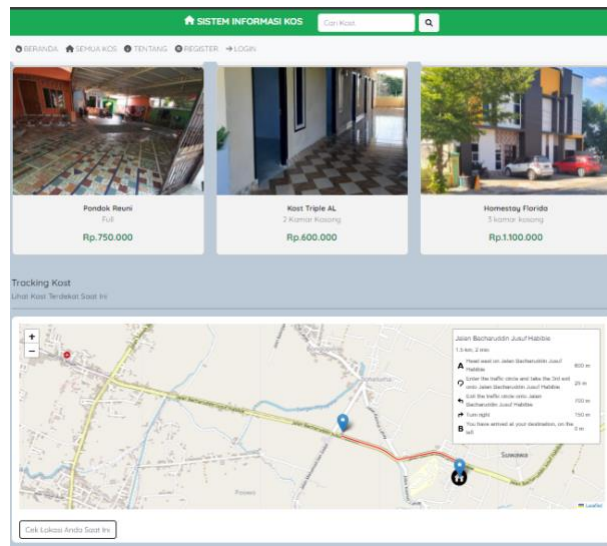 SISTEM INFORMASI KOS
Cari Kost
BERANDA SEMUA KOS TENTANG REGISTER LOGIN
Pondok Reuni
Full
Rp.750.000
Kost Triple AL
2 Kamar Kosong
Rp.600.000
Homestay Florida
3 kamar kosong
Rp.1.100.000
Tracking Kost
Lihat Kost Terdekat Saat Ini
+
−
Jalan Bacharuddin Jusuf Habibie
1.5 km, 2 min
A Head east on Jalan Bacharuddin Jusuf Habibie 600 m
Enter the traffic circle and take the 3rd exit onto Jalan Bacharuddin Jusuf Habibie 25 m
Exit the traffic circle onto Jalan Bacharuddin Jusuf Habibie 700 m
Turn right 150 m
B You have arrived at your destination, on the left 0 m
Suwawa
Poowo
Leaflet
Cek Lokasi Anda Saat Ini